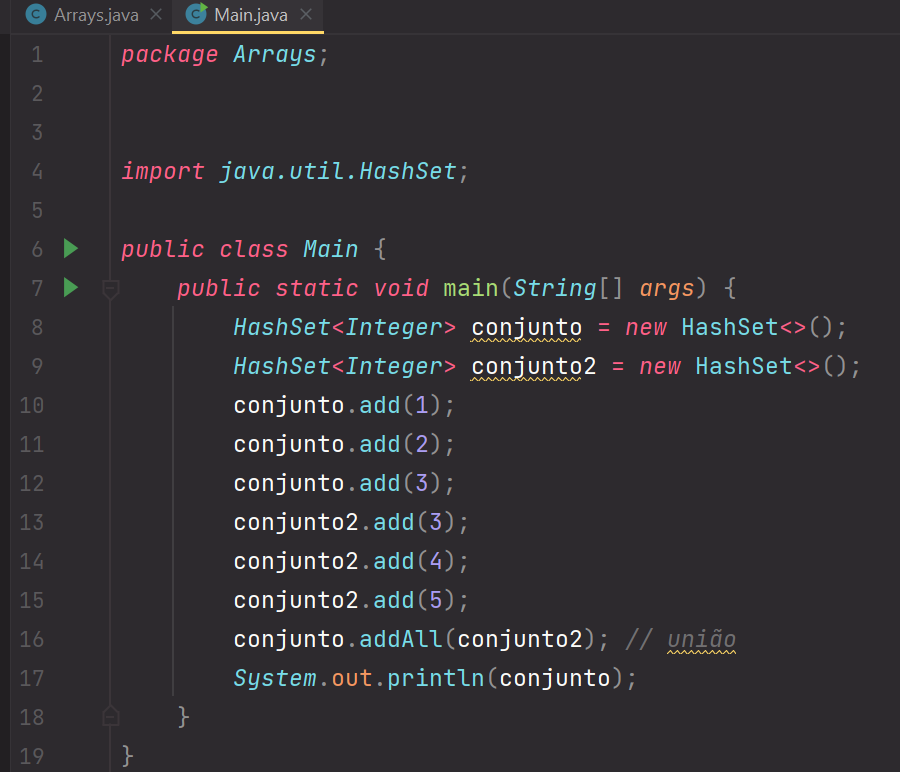 Arrays.java Main.java
1 package Arrays;
2
3
4 import java.util.HashSet;
5
6 public class Main {
7 public static void main(String[] args) {
8 HashSet<Integer> conjunto = new HashSet<>();
9 HashSet<Integer> conjunto2 = new HashSet<>();
10 conjunto.add(1);
11 conjunto.add(2);
12 conjunto.add(3);
13 conjunto2.add(3);
14 conjunto2.add(4);
15 conjunto2.add(5);
16 conjunto.addAll(conjunto2); // união
17 System.out.println(conjunto);
18 }
19 }